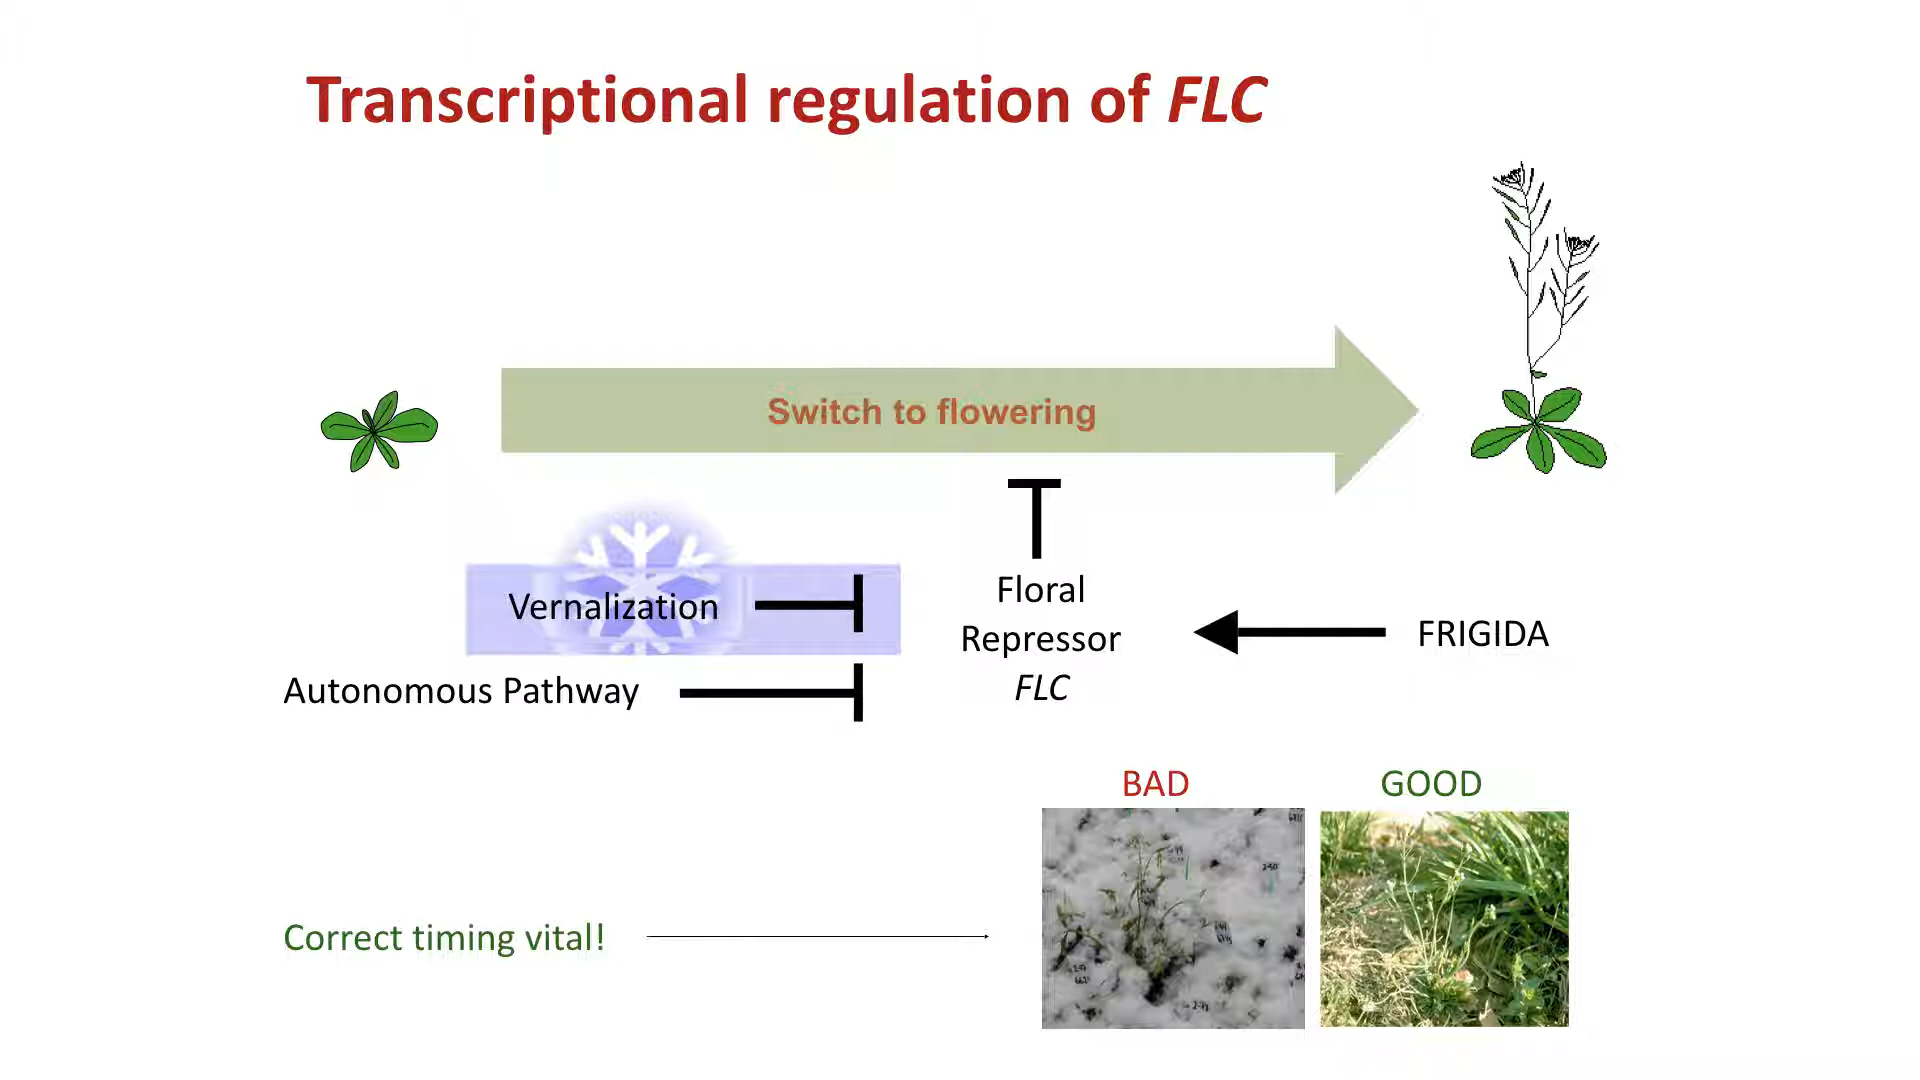 Transcriptional regulation of FLC
Switch to flowering
Vernalization
Autonomous Pathway
Floral
Repressor
FLC
FRIGIDA
BAD
GOOD
Correct timing vital!